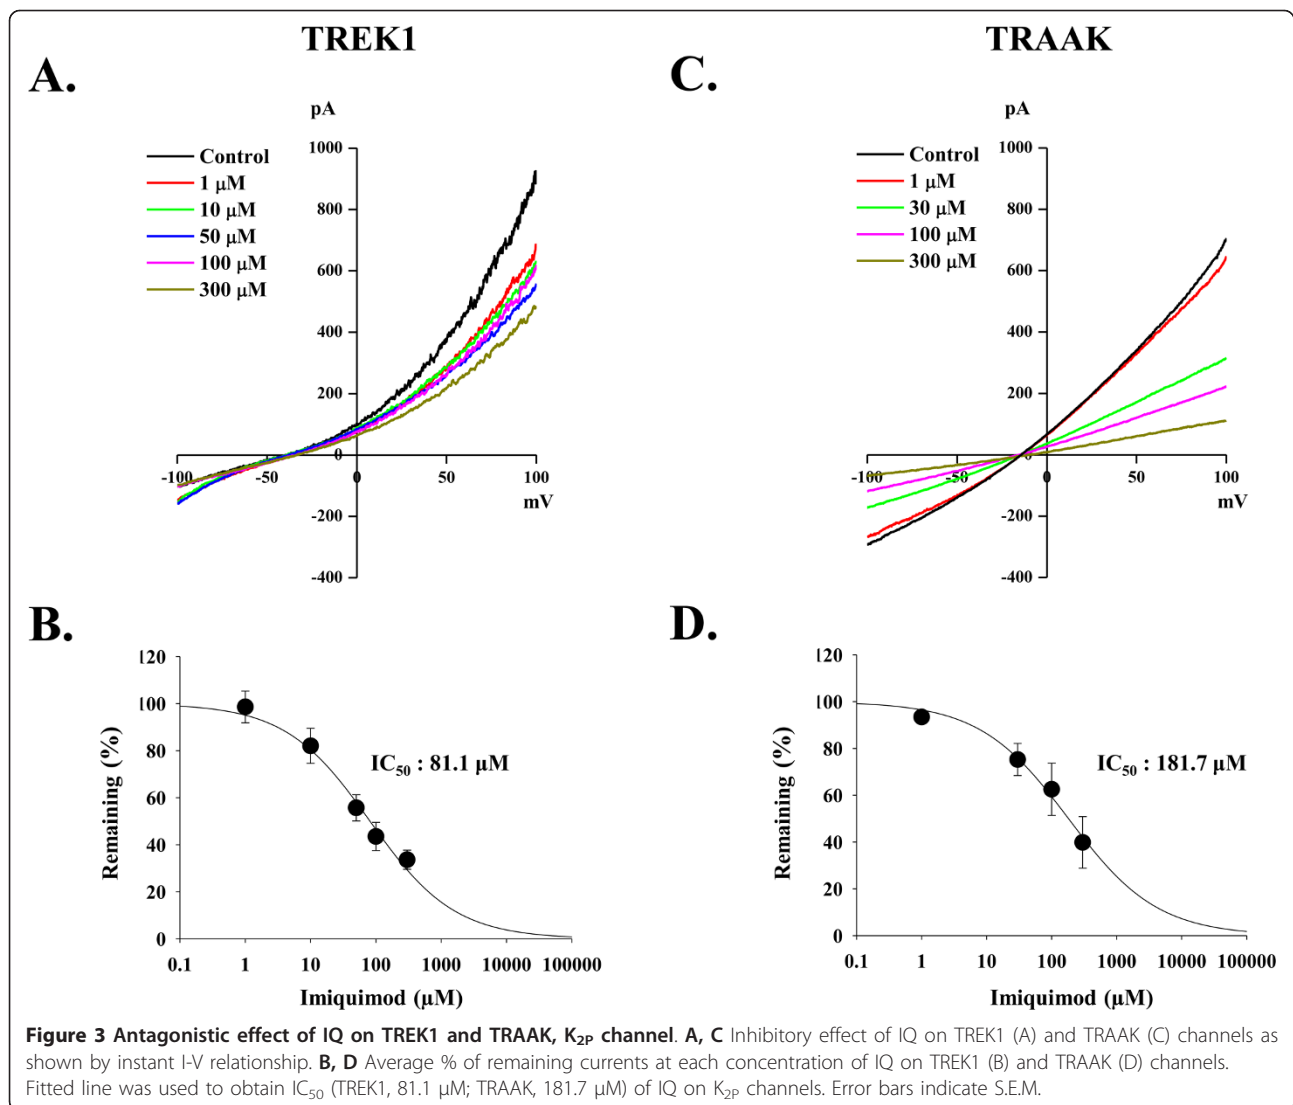 TREK1
TRAAK
A.
pA
Control
1 μM
10 μM
50 μM
100 μM
300 μM
1000
800
600
400
200
0
-200
-400
-100
-50
0
50
100
mV
C.
pA
Control
1 μM
30 μM
100 μM
300 μM
1000
800
600
400
200
0
-200
-400
-100
-50
0
50
100
mV
B.
Remaining (%)
120
100
80
60
40
20
0
IC50 : 81.1 μM
0.1 1 10 100 1000 10000 100000
Imiquimod (μM)
D.
Remaining (%)
120
100
80
60
40
20
0
IC50 : 181.7 μM
0.1 1 10 100 1000 10000 100000
Imiquimod (μM)
Figure 3 Antagonistic effect of IQ on TREK1 and TRAAK, K2P channel. A, C Inhibitory effect of IQ on TREK1 (A) and TRAAK (C) channels as
shown by instant I-V relationship. B, D Average % of remaining currents at each concentration of IQ on TREK1 (B) and TRAAK (D) channels.
Fitted line was used to obtain IC50 (TREK1, 81.1 μM; TRAAK, 181.7 μM) of IQ on K2P channels. Error bars indicate S.E.M.